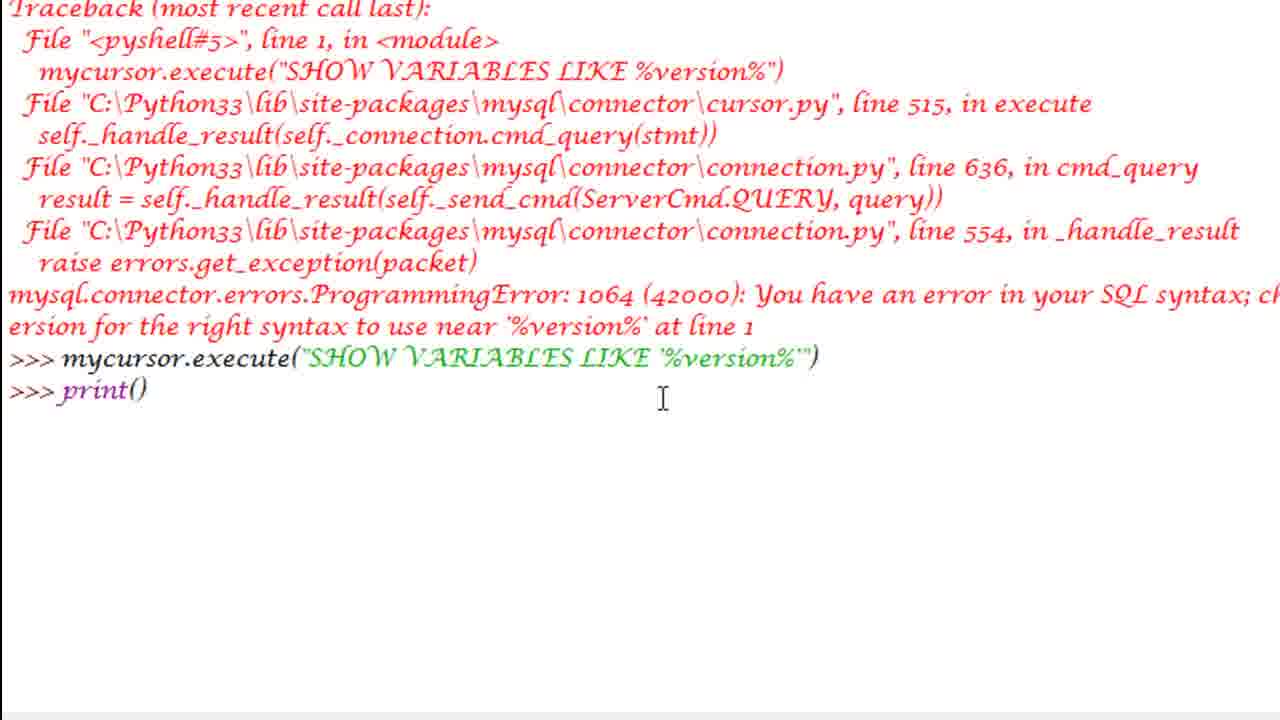 Traceback (most recent call last):
File "<pyshell#5>", line 1, in <module>
mycursor.execute("SHOW VARIABLES LIKE %version%")
File "C:\Python33\lib\site-packages\mysql\connector\cursor.py", line 515, in execute
self._handle_result(self._connection.cmd_query(stmt))
File "C:\Python33\lib\site-packages\mysql\connector\connection.py", line 636, in cmd_query
result = self._handle_result(self._send_cmd(ServerCmd.QUERY, query))
File "C:\Python33\lib\site-packages\mysql\connector\connection.py", line 554, in _handle_result
raise errors.get_exception(packet)
mysql.connector.errors.ProgrammingError: 1064 (42000): You have an error in your SQL syntax; ch
ersion for the right syntax to use near '%version%' at line 1
>>> mycursor.execute("SHOW VARIABLES LIKE '%version%'")
>>> print()